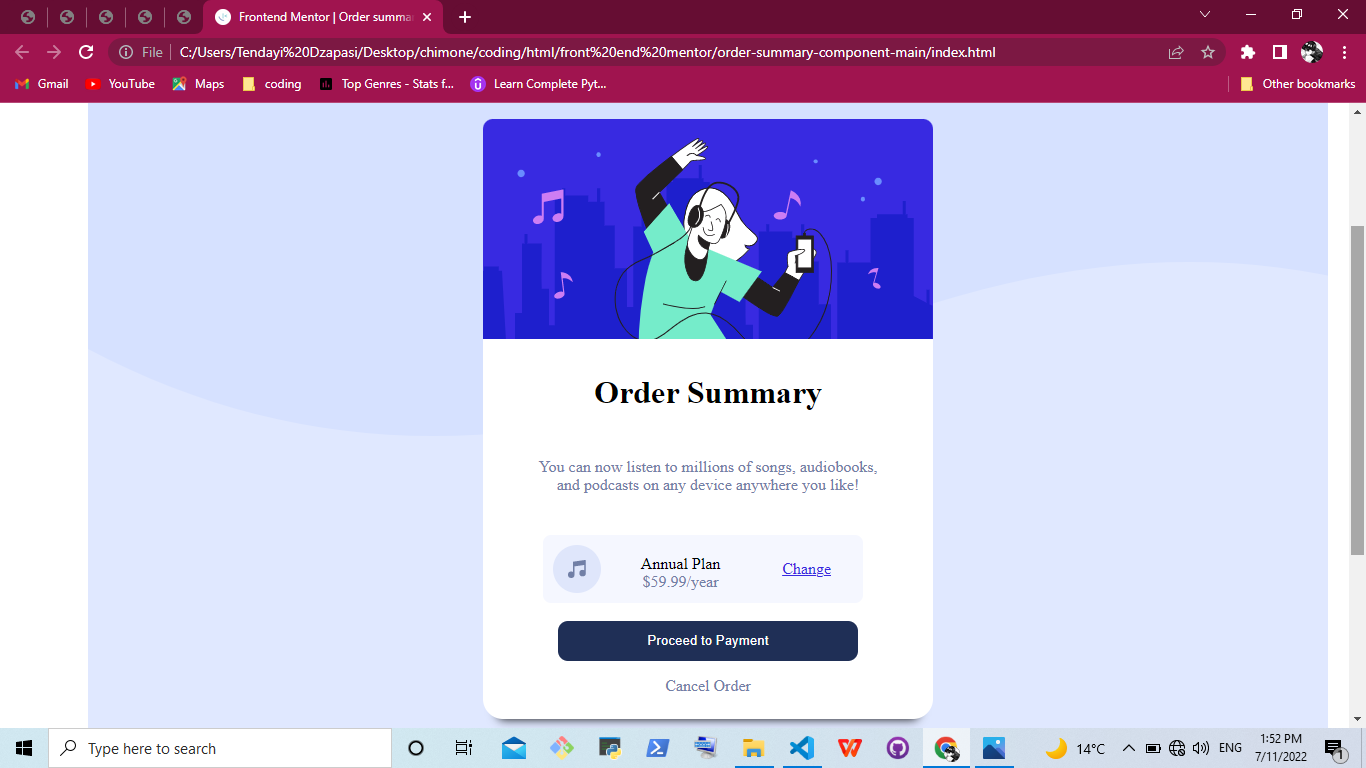 Frontend Mentor | Order summa
File
C:/Users/Tendayi%20Dzapasi/Desktop/chimone/coding/html/front%20end%20mentor/order-summary-component-main/index.html
Gmail
YouTube
Maps
coding
Top Genres - Stats f...
Learn Complete Pyt...
Other bookmarks
Order Summary
You can now listen to millions of songs, audiobooks,
and podcasts on any device anywhere you like!
Annual Plan
$59.99/year
Change
Proceed to Payment
Cancel Order
Type here to search
14°C
ENG
1:52 PM
7/11/2022
1